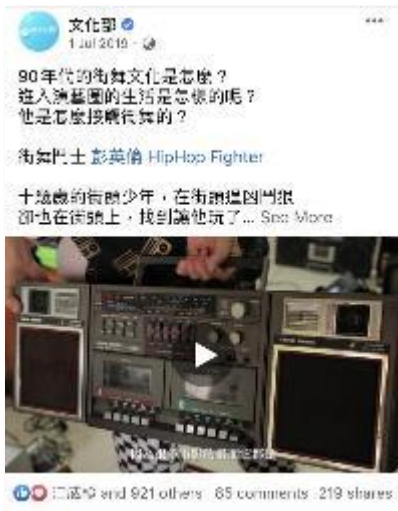 文化部
1 Jul 2019
90年代的街舞文化是怎麼？
進入演藝圈的生活是怎樣的呢？
他是怎麼接觸街舞的？
街舞鬥士 彭英倫 HipHop Fighter
十幾歲的街頭少年，在街頭逞凶鬥狠
卻也在街頭上，找到讓他玩了... See More
and 921 others 85 comments 219 shares